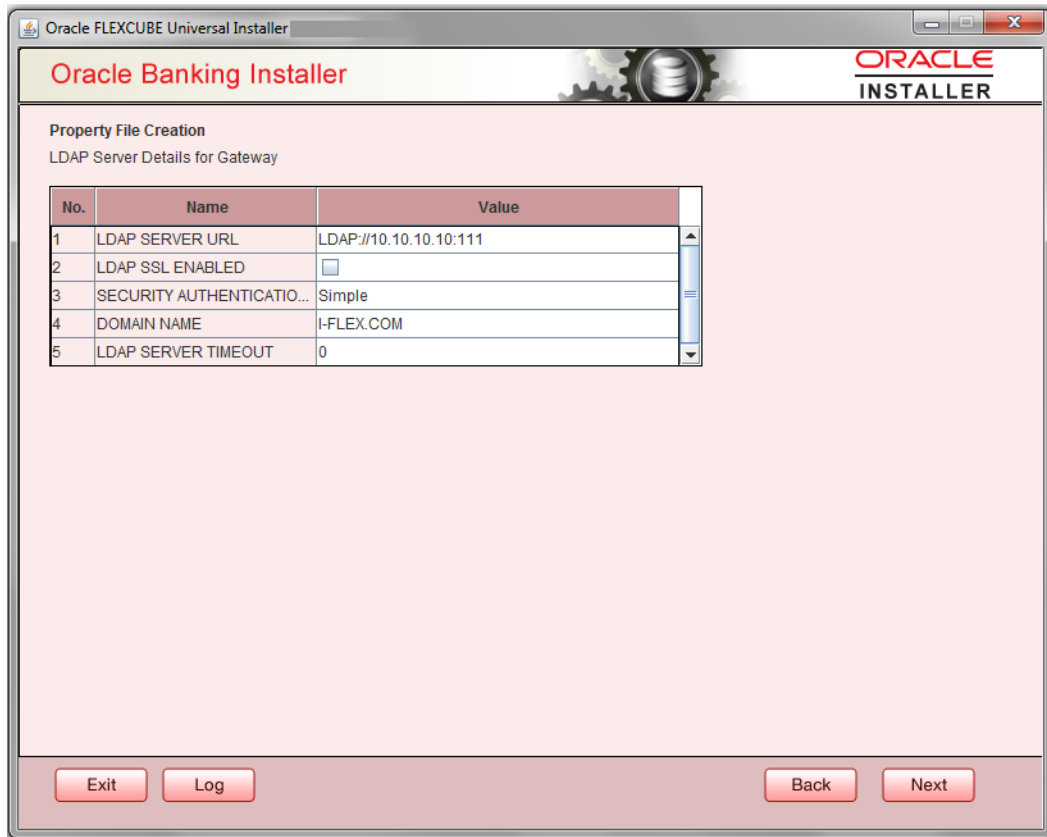 Oracle FLEXCUBE Universal Installer
Oracle Banking Installer
ORACLE
INSTALLER
Property File Creation
LDAP Server Details for Gateway
No. Name Value
1 LDAP SERVER URL LDAP://10.10.10.10:111
2 LDAP SSL ENABLED
3 SECURITY AUTHENTICATIO... Simple
4 DOMAIN NAME I-FLEX.COM
5 LDAP SERVER TIMEOUT 0
Exit Log Back Next